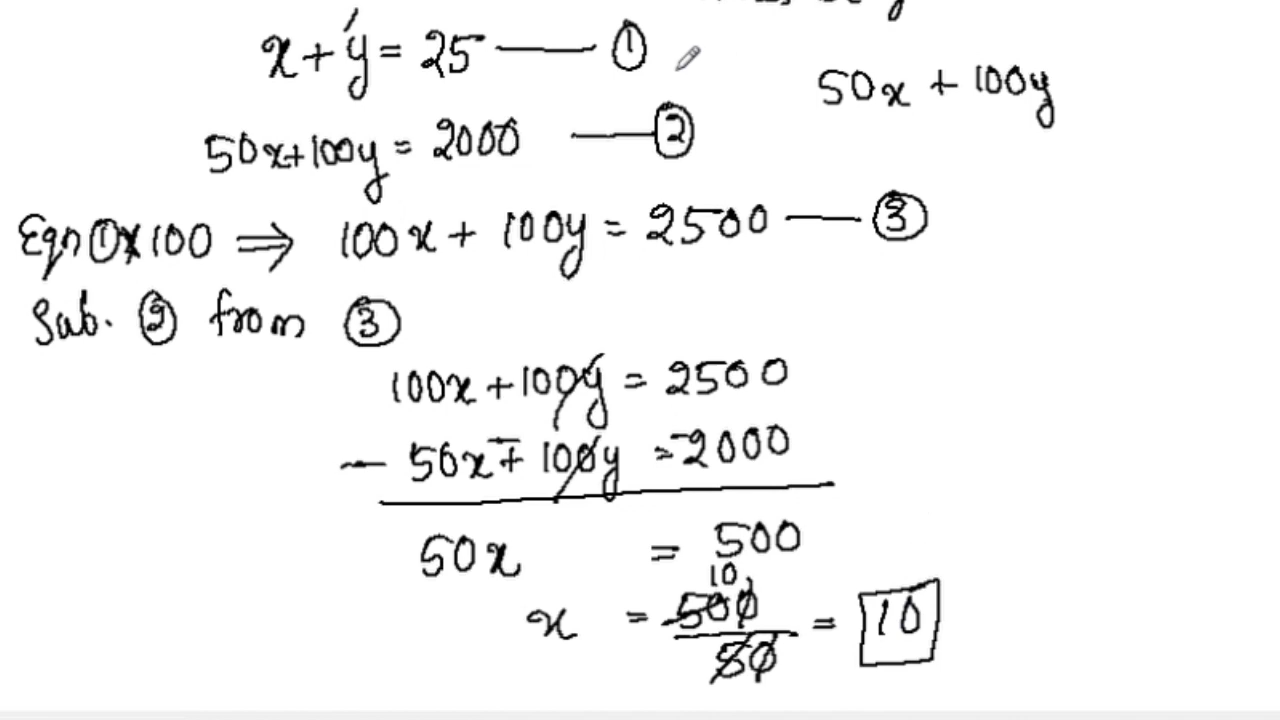 x + y = 25 —— ①
50x + 100y
50x+100y = 2000 —— ②
Eqn ① x 100 ⇒ 100x + 100y = 2500 —— ③
Sub. ② from ③
100x + 100y = 2500
− 50x + 100y = 2000
50x = 500
x = 500/50 = 10
10